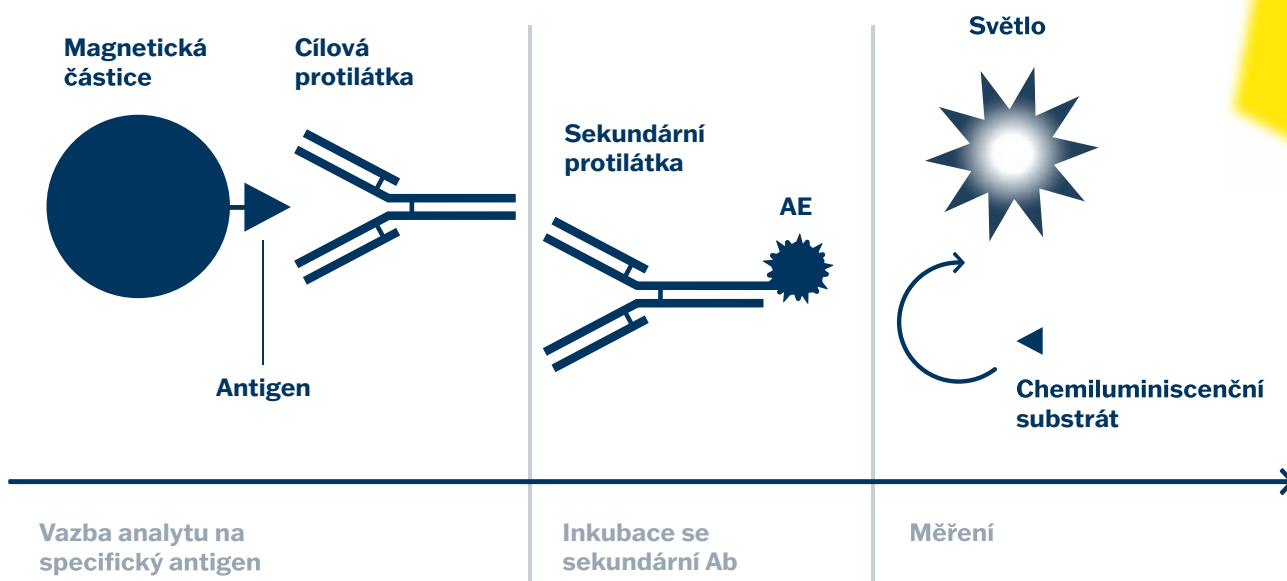 Magnetická
částice
Cílová
protilátka
Antigen
Sekundární
protilátka
AE
Světlo
Chemiluminiscenční
substrát
Vazba analytu na
specifický antigen
Inkubace se
sekundární Ab
Měření